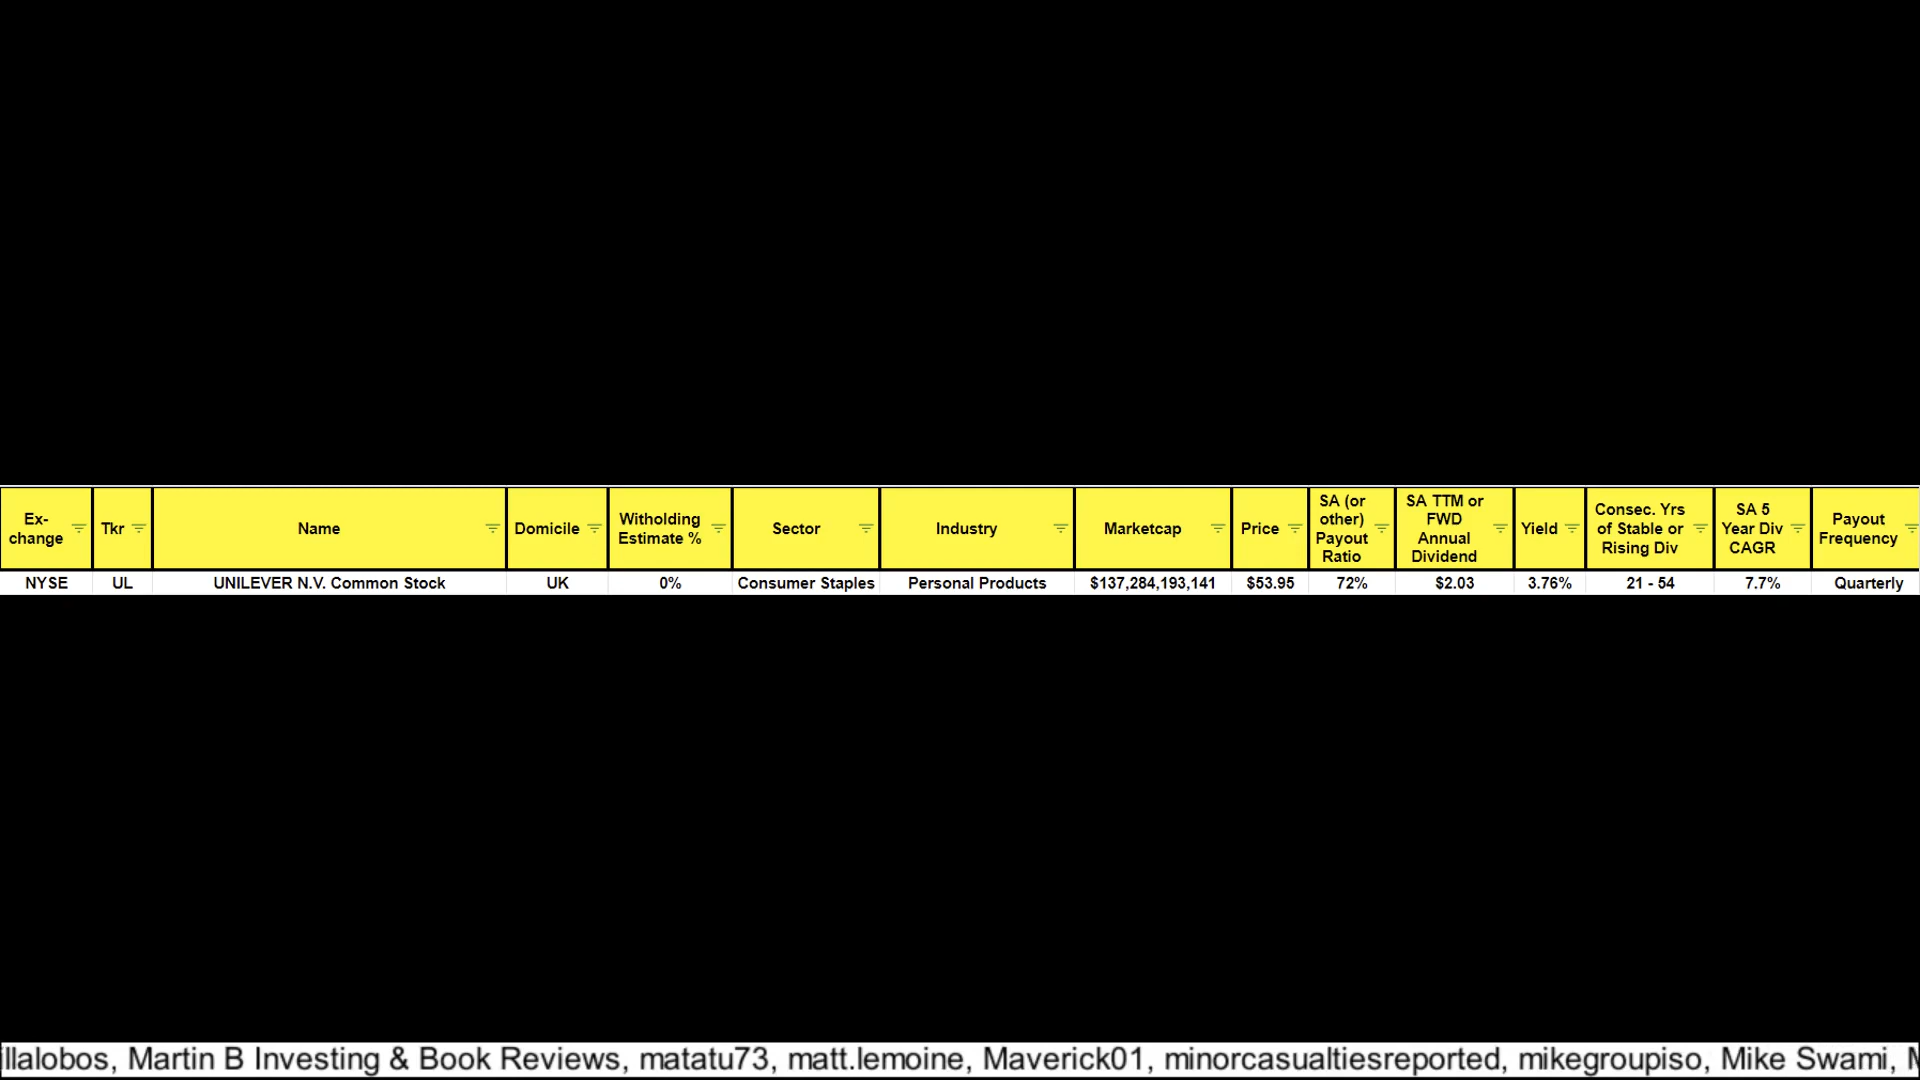 Ex-
change
Tkr
Name
Domicile
Witholding
Estimate %
Sector
Industry
Marketcap
Price
SA (or
other)
Payout
Ratio
SA TTM or
FWD
Annual
Dividend
Yield
Consec. Yrs
of Stable or
Rising Div
SA 5
Year Div
CAGR
Payout
Frequency
NYSE UL UNILEVER N.V. Common Stock UK 0% Consumer Staples Personal Products $137,284,193,141 $53.95 72% $2.03 3.76% 21 - 54 7.7% Quarterly
illalobos, Martin B Investing & Book Reviews, matatu73, matt.lemoine, Maverick01, minorcasualtiesreported, mikegroupiso, Mike Swami,